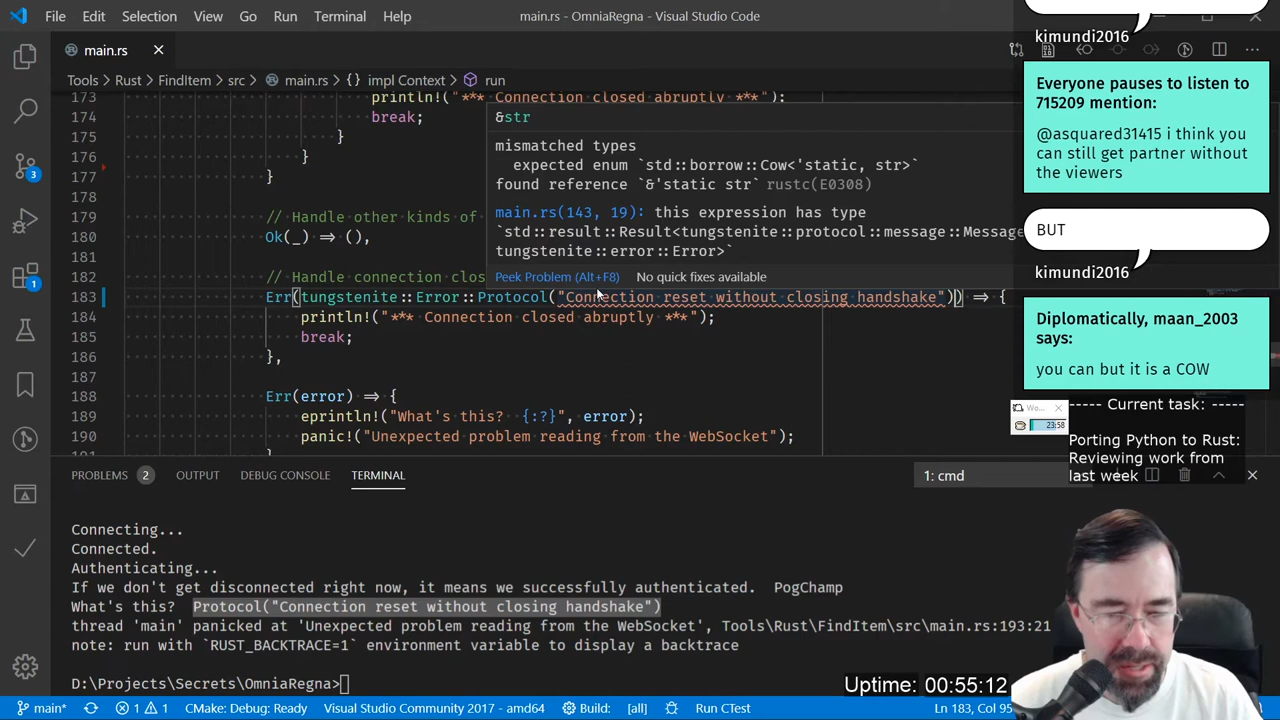 File Edit Selection View Go Run Terminal Help
main.rs - OmniaRegna - Visual Studio Code
main.rs
Tools > Rust > FindItem > src > main.rs > {} impl Context > run
173 println!("*** Connection closed abruptly ***");
174 break;
175 }
176 }
177 }
178
179 // Handle other kinds of
180 Ok(_) => (),
181
182 // Handle connection clos
183 Err(tungstenite::Error::Protocol("Connection reset without closing handshake")) => {
184 println!("*** Connection closed abruptly ***");
185 break;
186 },
187
188 Err(error) => {
189 eprintln!("What's this? {:?}", error);
190 panic!("Unexpected problem reading from the WebSocket");
191 }
&str
mismatched types
expected enum `std::borrow::Cow<'static, str>`
found reference `&'static str` rustc(E0308)
main.rs(143, 19): this expression has type
`std::result::Result<tungstenite::protocol::message::Message
tungstenite::error::Error>`
Peek Problem (Alt+F8) No quick fixes available
kimundi2016
Everyone pauses to listen to
715209 mention:
@asquared31415 i think you
can still get partner without
the viewers
BUT
kimundi2016
Diplomatically, maan_2003
says:
you can but it is a COW
Wo...
23:58
----- Current task: -----
Porting Python to Rust:
Reviewing work from
last week
3
1
PROBLEMS 2 OUTPUT DEBUG CONSOLE TERMINAL
1: cmd
Connecting...
Connected.
Authenticating...
If we don't get disconnected right now, it means we successfully authenticated. PogChamp
What's this? Protocol("Connection reset without closing handshake")
thread 'main' panicked at 'Unexpected problem reading from the WebSocket', Tools\Rust\FindItem\src\main.rs:193:21
note: run with `RUST_BACKTRACE=1` environment variable to display a backtrace
D:\Projects\Secrets\OmniaRegna>
Uptime: 00:55:12
main* 1 1 CMake: Debug: Ready Visual Studio Community 2017 - amd64 Build: [all] Run CTest
Ln 183, Col 95